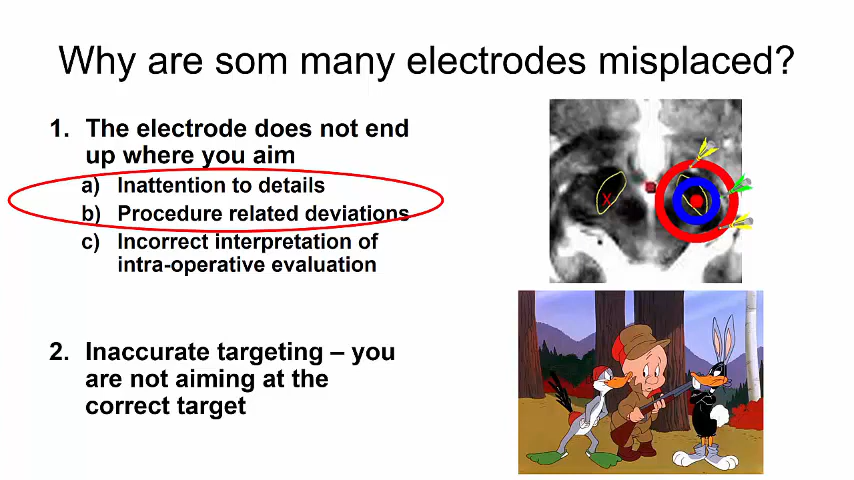 Why are som many electrodes misplaced?
1. The electrode does not end
up where you aim
a) Inattention to details
b) Procedure related deviations
c) Incorrect interpretation of
intra-operative evaluation
2. Inaccurate targeting – you
are not aiming at the
correct target
X